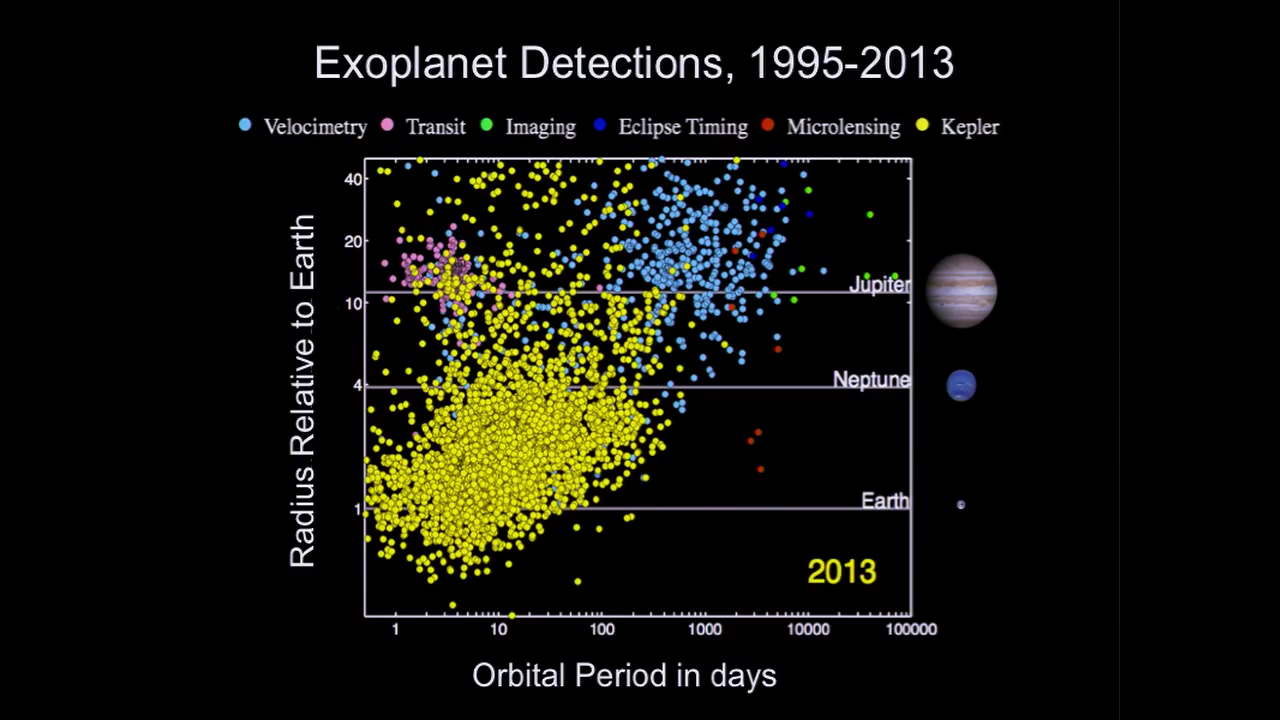 Exoplanet Detections, 1995-2013
Velocimetry Transit Imaging Eclipse Timing Microlensing Kepler
Radius Relative to Earth
40
20
10
4
1
Jupiter
Neptune
Earth
2013
1 10 100 1000 10000 100000
Orbital Period in days